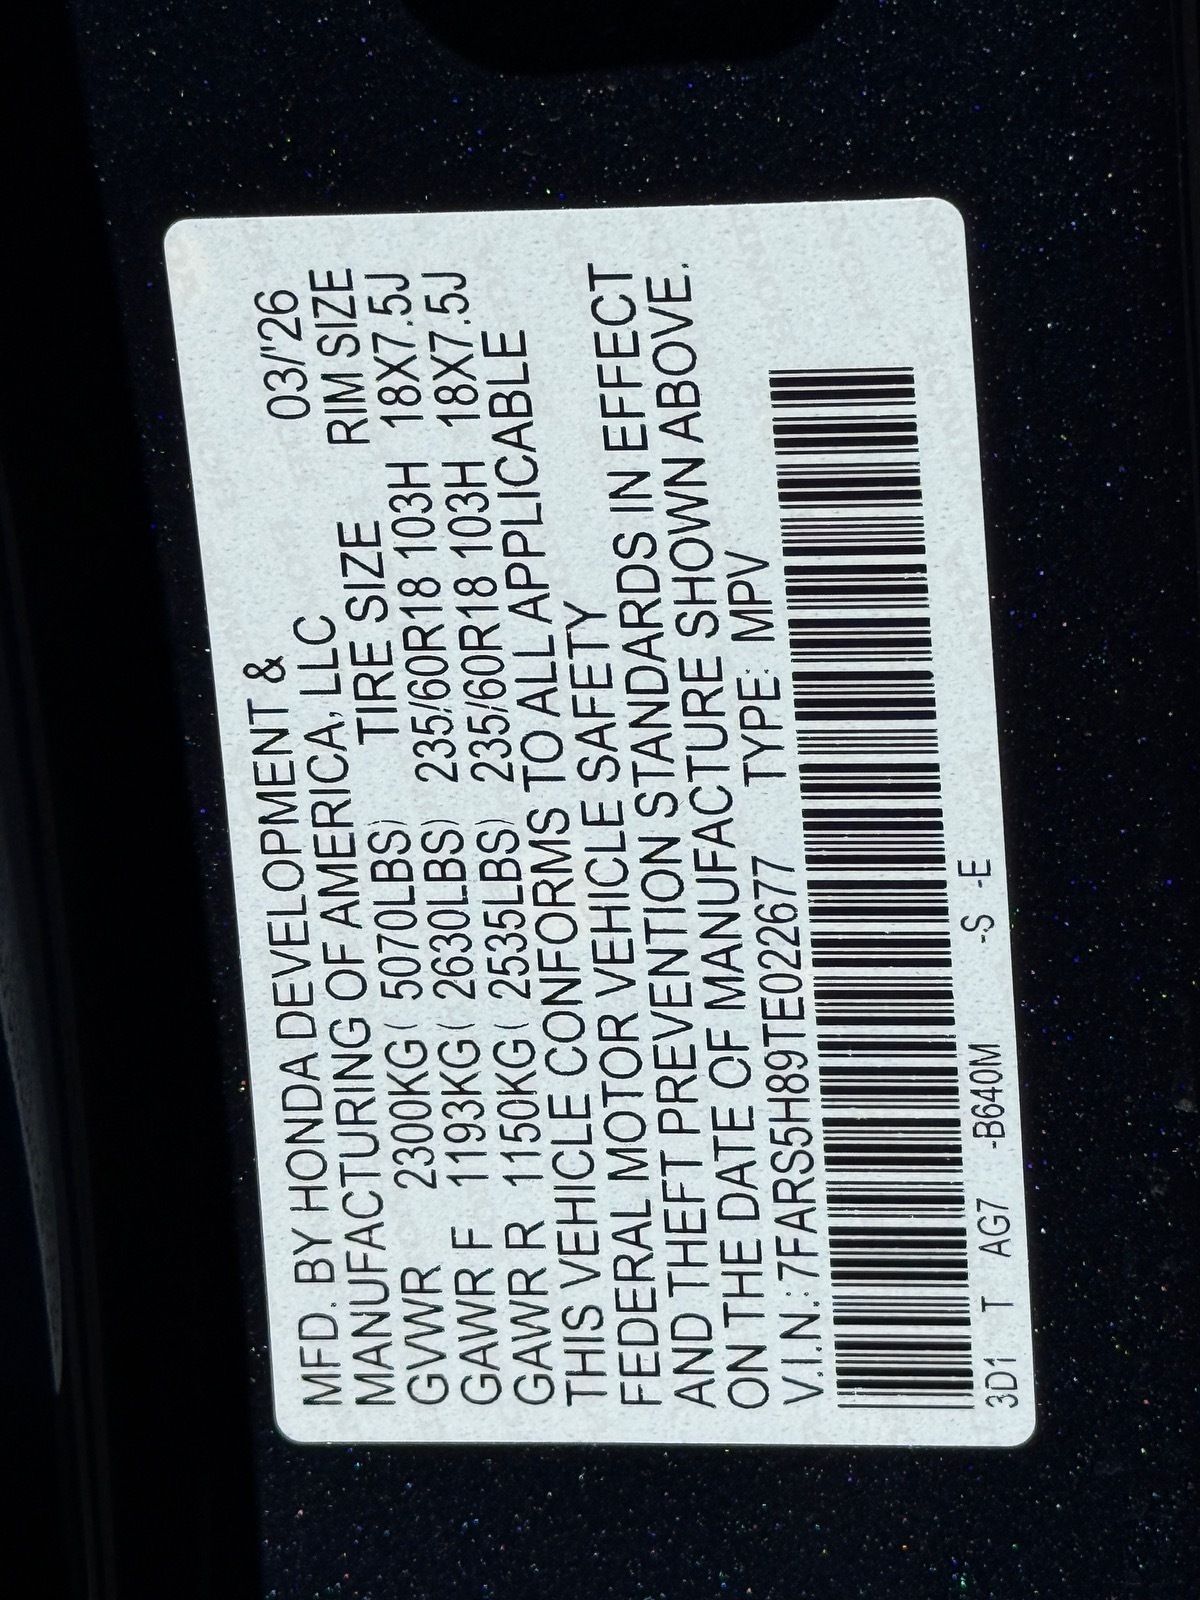 MFD. BY HONDA DEVELOPMENT &
MANUFACTURING OF AMERICA, LLC 03/'26
TIRE SIZE RIM SIZE
GVWR 2300KG( 5070LBS)
GAWR F 1193KG( 2630LBS) 235/60R18 103H 18X7.5J
GAWR R 1150KG( 2535LBS) 235/60R18 103H 18X7.5J
THIS VEHICLE CONFORMS TO ALL APPLICABLE
FEDERAL MOTOR VEHICLE SAFETY
AND THEFT PREVENTION STANDARDS IN EFFECT
ON THE DATE OF MANUFACTURE SHOWN ABOVE.
V.I.N.: 7FARS5H89TE022677 TYPE: MPV
3D1 T AG7 -B640M -S -E